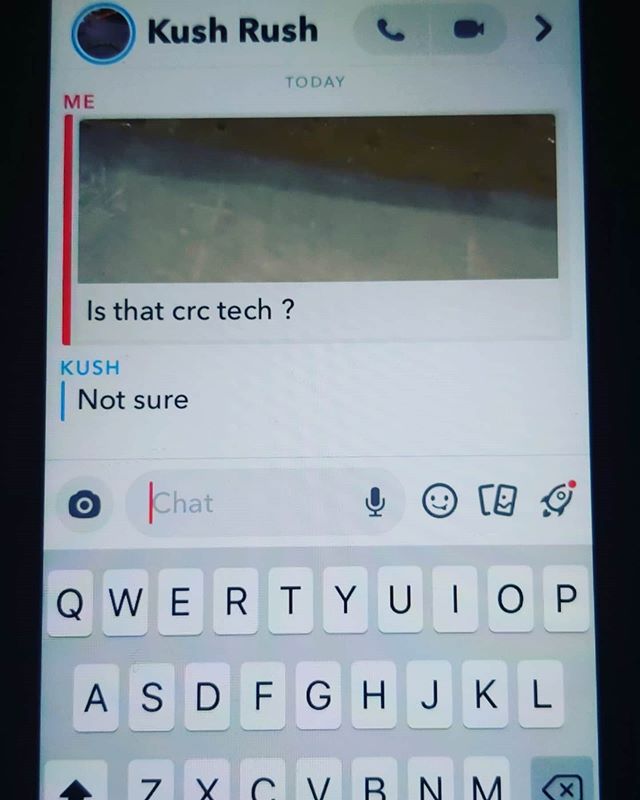 Kush Rush
TODAY
ME
Is that crc tech ?
KUSH
Not sure
Chat
Q W E R T Y U I O P
A S D F G H J K L
Z X C V B N M